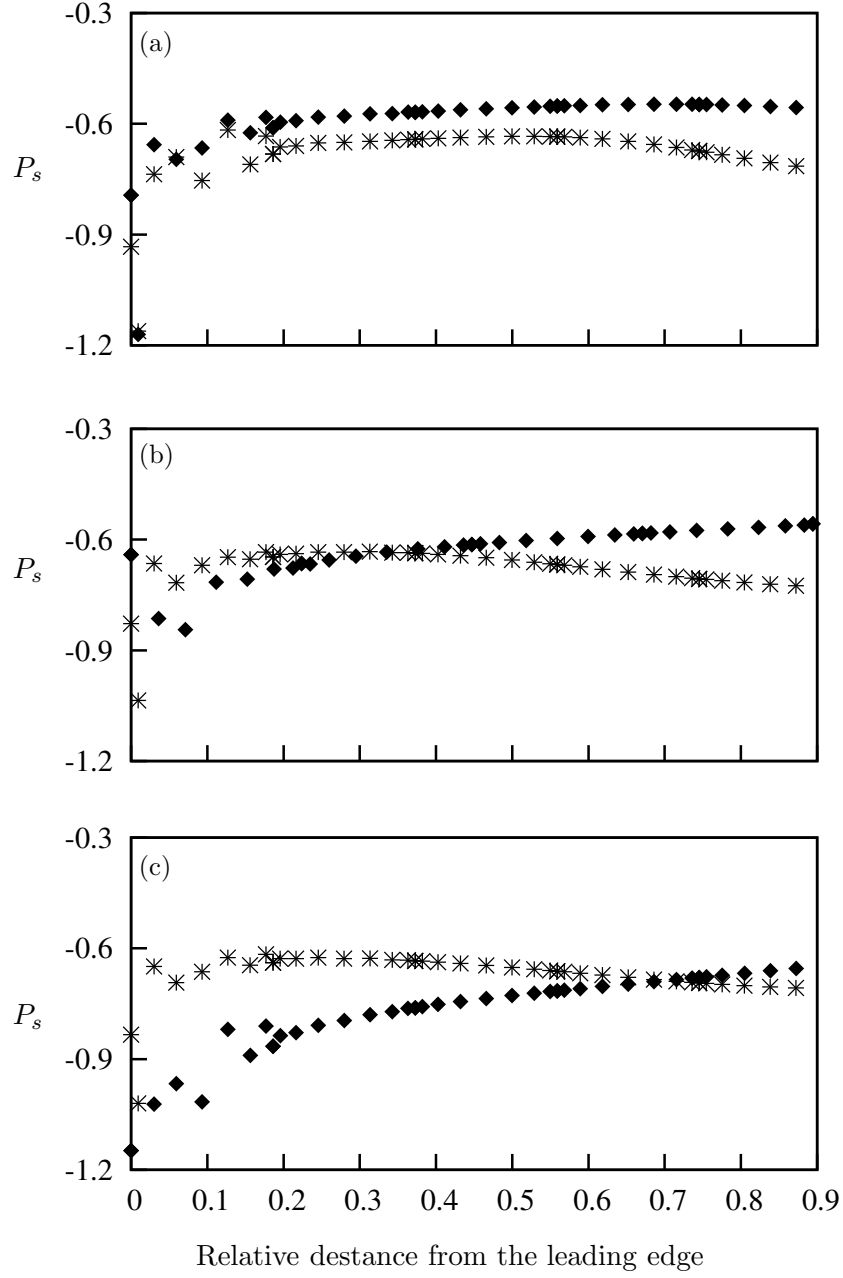 -0.3
(a)
-0.6
P_s
-0.9
-1.2
-0.3
(b)
-0.6
P_s
-0.9
-1.2
-0.3
(c)
-0.6
P_s
-0.9
-1.2
0 0.1 0.2 0.3 0.4 0.5 0.6 0.7 0.8 0.9
Relative destance from the leading edge